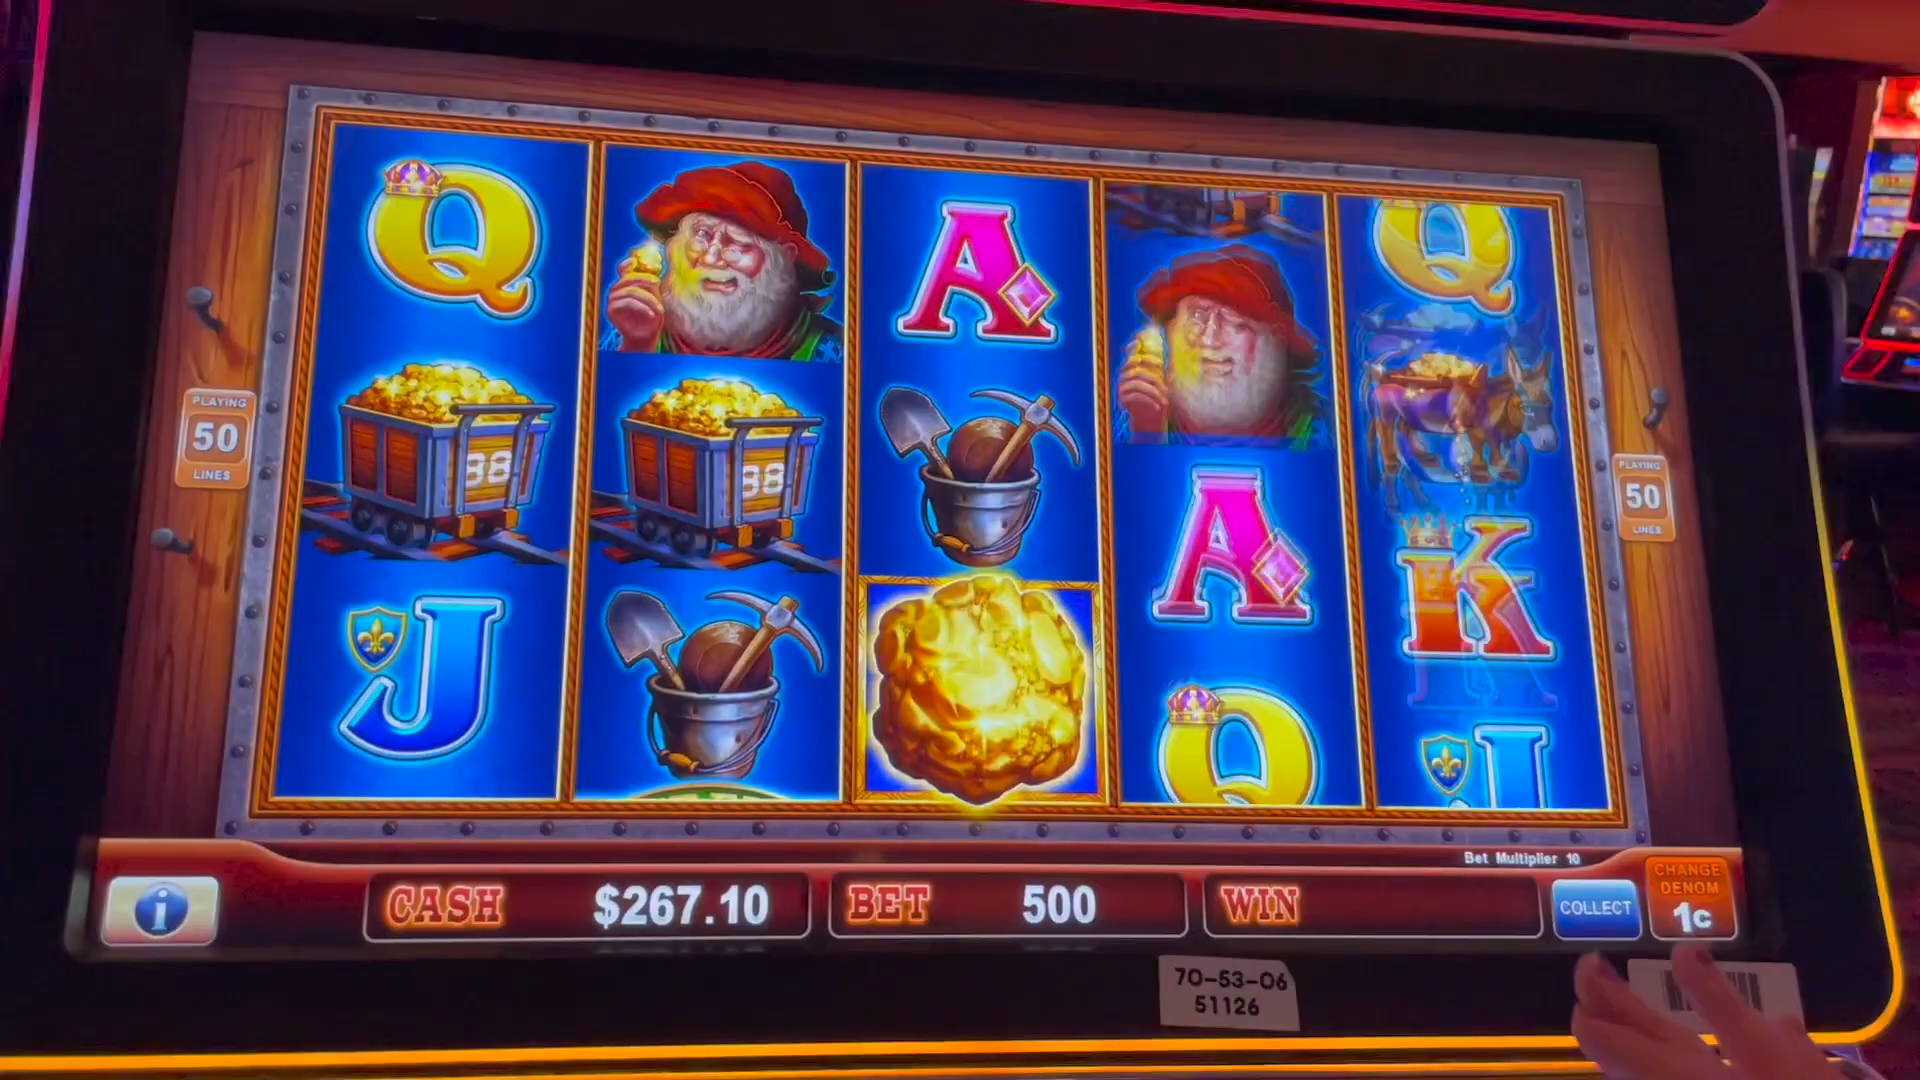 Q
A
Q
PLAYING
50
LINES
88
88
A
K
PLAYING
50
LINES
J
Q
J
Bet Multiplier 10
CASH $267.10
BET 500
WIN
COLLECT
CHANGE
DENOM
1¢
70-53-06
51126